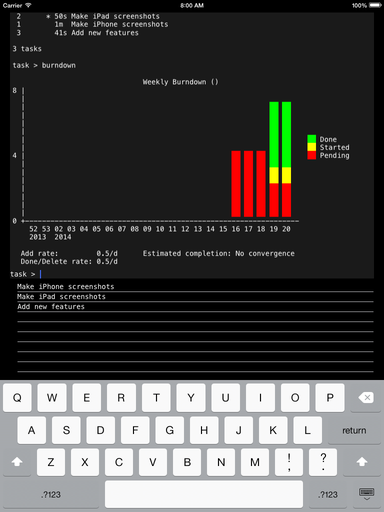 Carrier 8:00 AM 100%
2 * 50s Make iPad screenshots
1 1m Make iPhone screenshots
3 41s Add new features
3 tasks
task > burndown
Weekly Burndown ()
8
4
0
Done
Started
Pending
52 53 02 03 04 05 06 07 08 09 10 11 12 13 14 15 16 17 18 19 20
2013 2014
Add rate: 0.5/d Estimated completion: No convergence
Done/Delete rate: 0.5/d
task >
Make iPhone screenshots
Make iPad screenshots
Add new features
Q W E R T Y U I O P
A S D F G H J K L return
Z X C V B N M ! , ? .
.?123 .?123